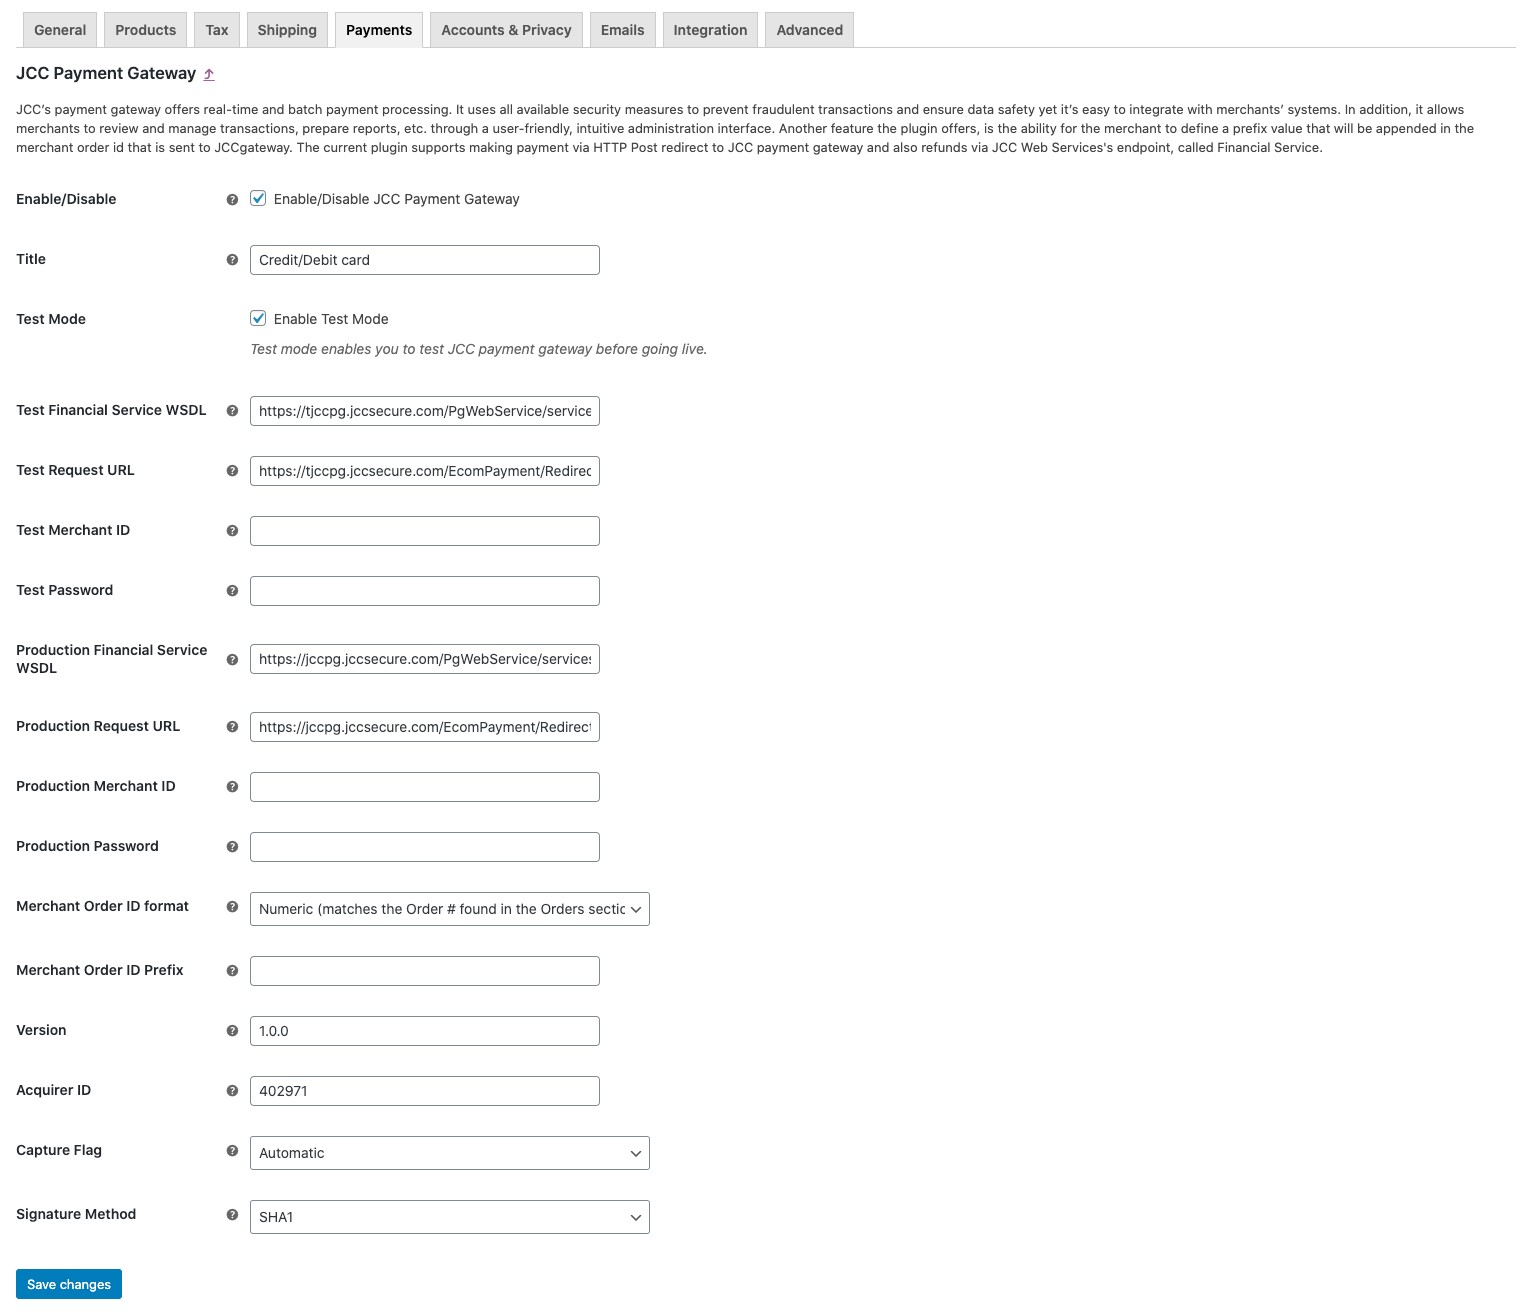 General Products Tax Shipping Payments Accounts & Privacy Emails Integration Advanced
JCC Payment Gateway ⤴
JCC's payment gateway offers real-time and batch payment processing. It uses all available security measures to prevent fraudulent transactions and ensure data safety yet it's easy to integrate with merchants' systems. In addition, it allows
merchants to review and manage transactions, prepare reports, etc. through a user-friendly, intuitive administration interface. Another feature the plugin offers, is the ability for the merchant to define a prefix value that will be appended in the
merchant order id that is sent to JCCgateway. The current plugin supports making payment via HTTP Post redirect to JCC payment gateway and also refunds via JCC Web Services's endpoint, called Financial Service.
Enable/Disable ? Enable/Disable JCC Payment Gateway
Title ? Credit/Debit card
Test Mode Enable Test Mode
Test mode enables you to test JCC payment gateway before going live.
Test Financial Service WSDL ? https://tjccpg.jccsecure.com/PgWebService/service
Test Request URL ? https://tjccpg.jccsecure.com/EcomPayment/Redirec
Test Merchant ID ?
Test Password ?
Production Financial Service
WSDL ? https://jccpg.jccsecure.com/PgWebService/services
Production Request URL ? https://jccpg.jccsecure.com/EcomPayment/Redirect
Production Merchant ID ?
Production Password ?
Merchant Order ID format ? Numeric (matches the Order # found in the Orders sectic
Merchant Order ID Prefix ?
Version ? 1.0.0
Acquirer ID ? 402971
Capture Flag ? Automatic
Signature Method ? SHA1
Save changes